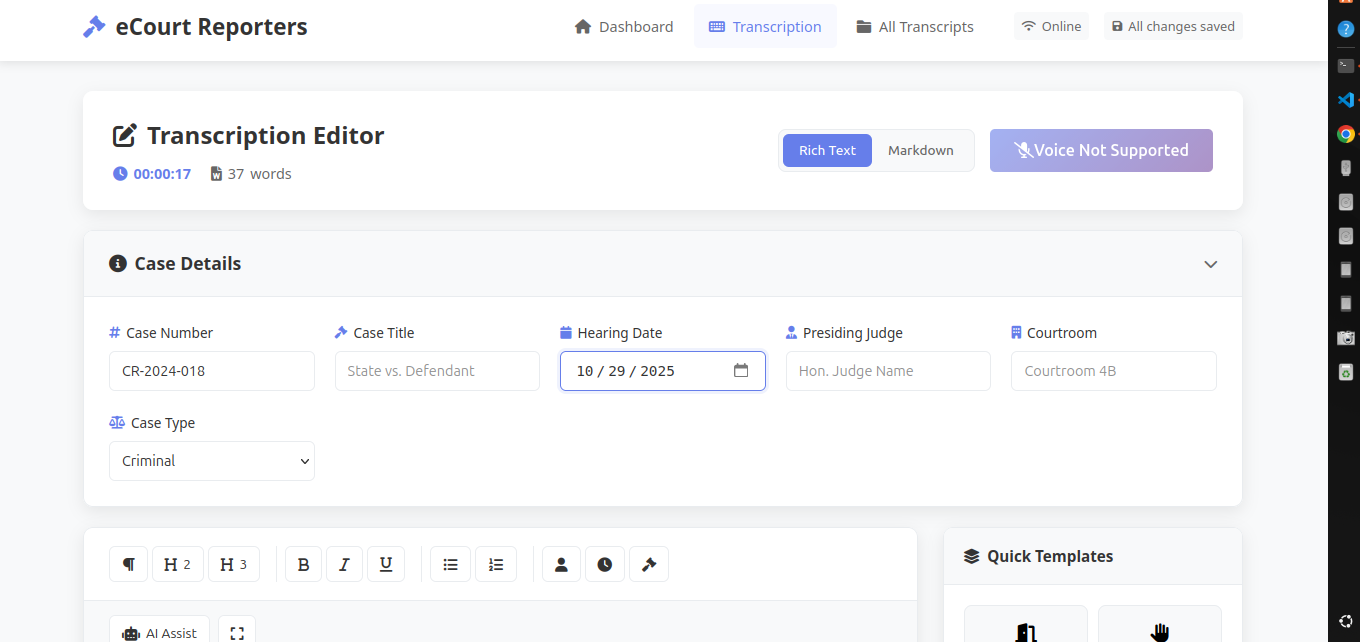 eCourt Reporters
Dashboard
Transcription
All Transcripts
Online
All changes saved
Transcription Editor
00:00:17
37 words
Rich Text
Markdown
Voice Not Supported
Case Details
Case Number
Case Title
Hearing Date
Presiding Judge
Courtroom
CR-2024-018
State vs. Defendant
10 / 29 / 2025
Hon. Judge Name
Courtroom 4B
Case Type
Criminal
¶
H 2
H 3
B
I
U
Quick Templates
AI Assist